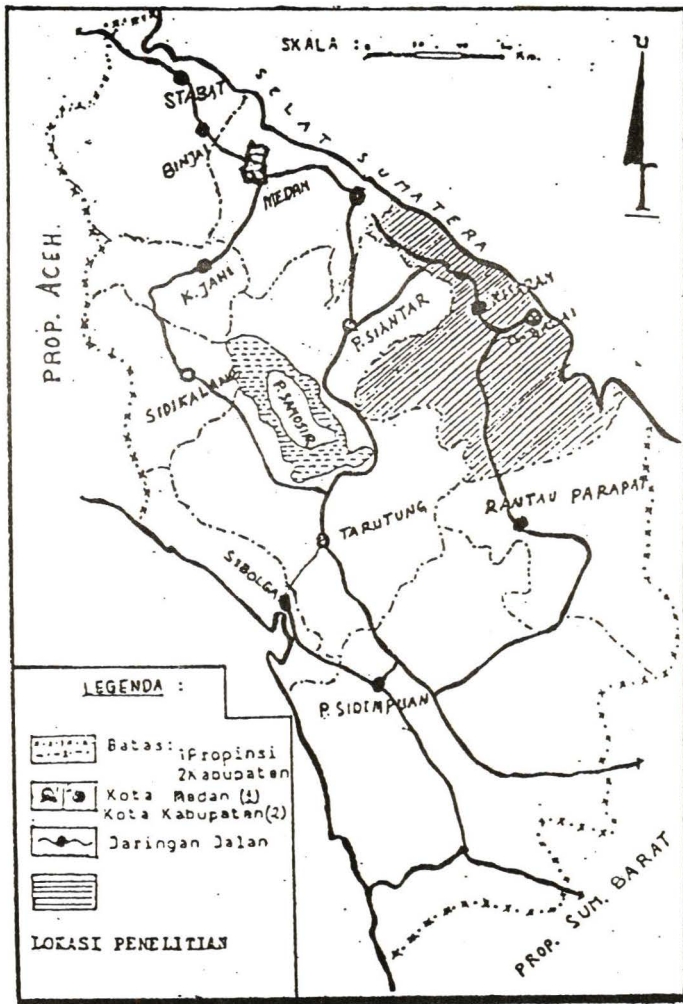 SKALA :
Km.
SELAT SUMATERA
STABAT
BINJAI
MEDAN
PROP. ACEH.
K. JAHE
P. SIANTAR
SIDIKALANG
P. SAMOSIR
RANTAU PARAPAT
TARUTUNG
SIBOLGA
P. SIDIMPUAN
PROP. SUM. BARAT
LEGENDA :
Batas: 1Propinsi
2Kabupaten
Kota Medan (1)
Kota Kabupaten(2)
Jaringan Jalan
LOKASI PENELITIAN